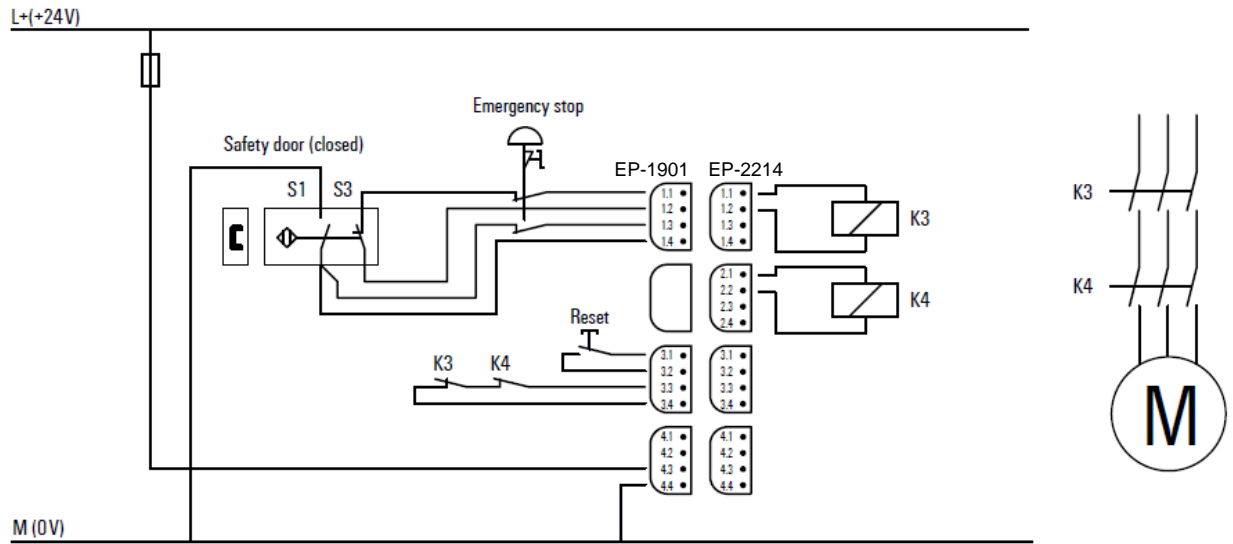 L+(+24V)
Emergency stop
Safety door (closed)
S1 S3
EP-1901 EP-2214
1.1 1.1
1.2 1.2
1.3 1.3
1.4 1.4
K3
2.1
2.2
2.3
2.4
K4
Reset
3.1 3.1
3.2 3.2
3.3 3.3
3.4 3.4
K3 K4
4.1 4.1
4.2 4.2
4.3 4.3
4.4 4.4
M (0V)
K3
K4
M